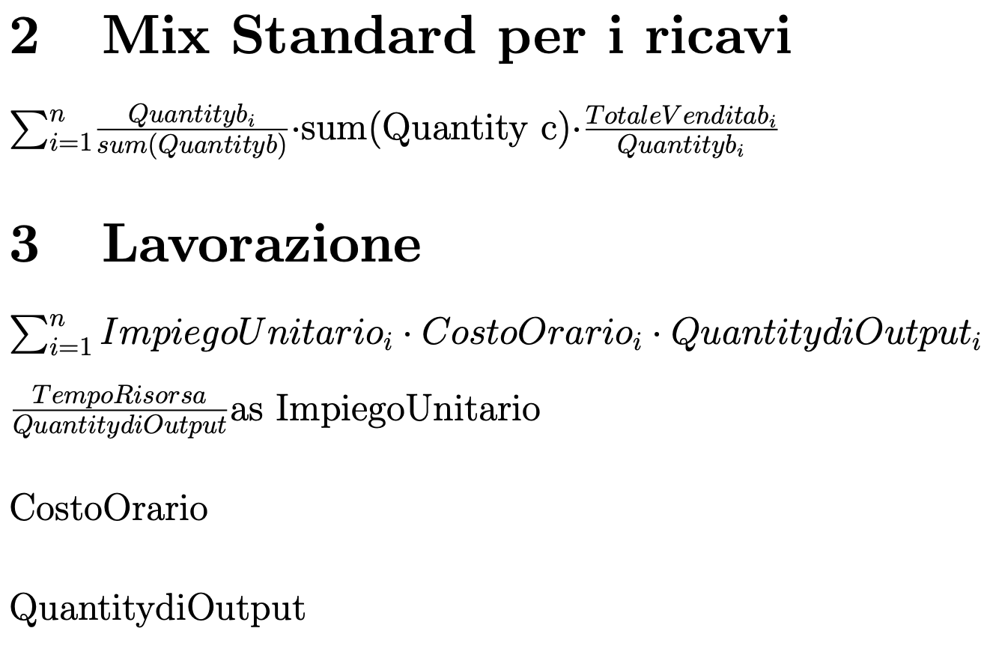 2 Mix Standard per i ricavi
$\sum_{i=1}^{n} \frac{Quantityb_i}{sum(Quantityb)} \cdot \text{sum(Quantity c)} \cdot \frac{TotaleVenditab_i}{Quantityb_i}$
3 Lavorazione
$\sum_{i=1}^{n} ImpiegoUnitario_i \cdot CostoOrario_i \cdot QuantitydiOutput_i$
$\frac{TempoRisorsa}{QuantitydiOutput}$as ImpiegoUnitario
CostoOrario
QuantitydiOutput